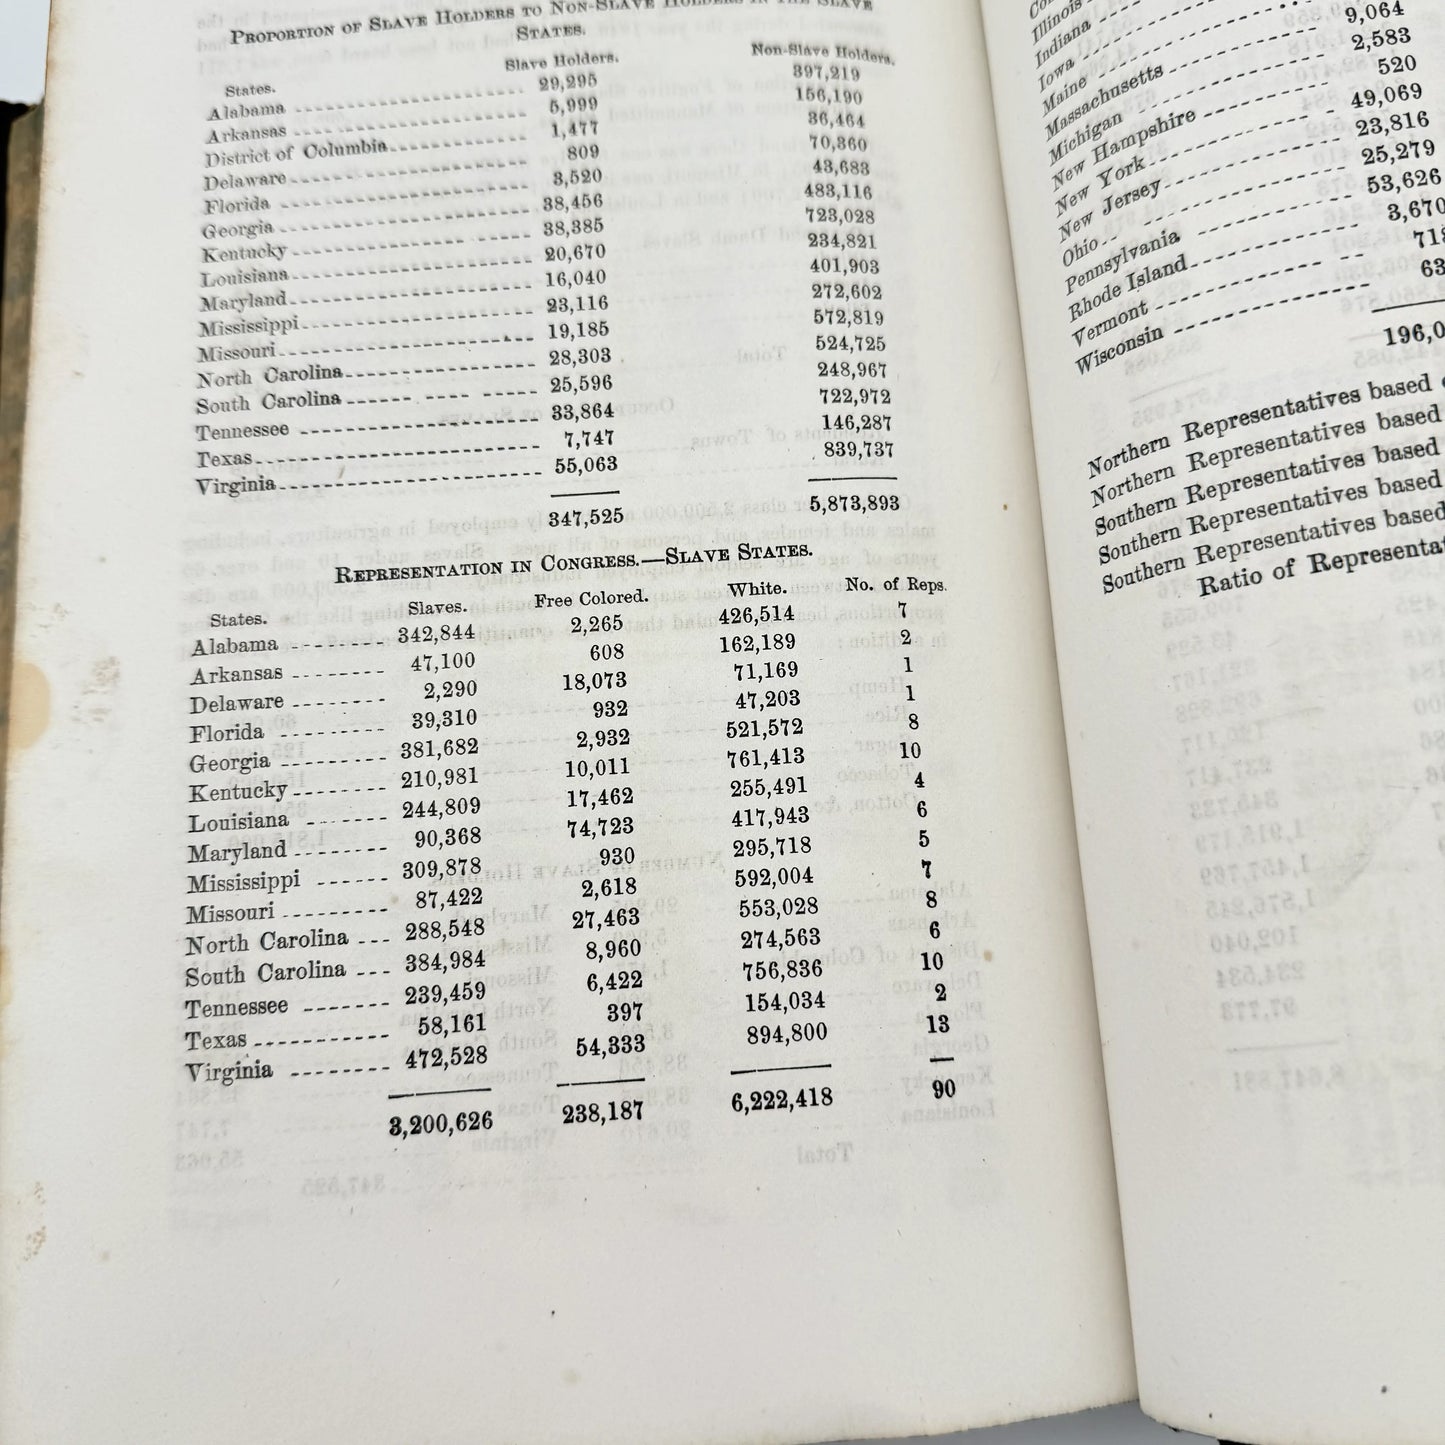 PROPORTION OF SLAVE HOLDERS TO NON-SLAVE HOLDERS IN THE SLAVE
STATES.
States. Slave Holders. Non-Slave Holders.
Alabama 29,295 397,219
Arkansas 5,999 156,190
District of Columbia 1,477 36,464
Delaware 809 70,360
Florida 3,520 43,683
Georgia 38,456 483,116
Kentucky 38,385 723,028
Louisiana 20,670 234,821
Maryland 16,040 401,903
Mississippi 23,116 272,602
Missouri 19,185 572,819
North Carolina 28,303 524,725
South Carolina 25,596 248,967
Tennessee 33,864 722,972
Texas 7,747 146,287
Virginia 55,063 839,737
347,525 5,873,893
REPRESENTATION IN CONGRESS.—SLAVE STATES.
States. Slaves. Free Colored. White. No. of Reps.
Alabama 342,844 2,265 426,514 7
Arkansas 47,100 608 162,189 2
Delaware 2,290 18,073 71,169 1
Florida 39,310 932 47,203 1
Georgia 381,682 2,932 521,572 8
Kentucky 210,981 10,011 761,413 10
Louisiana 244,809 17,462 255,491 4
Maryland 90,368 74,723 417,943 6
Mississippi 309,878 930 295,718 5
Missouri 87,422 2,618 592,004 7
North Carolina 288,548 27,463 553,028 8
South Carolina 384,984 8,960 274,563 6
Tennessee 239,459 6,422 756,836 10
Texas 58,161 397 154,034 2
Virginia 472,528 54,333 894,800 13
3,200,626 238,187 6,222,418 90
Illinois
Indiana
Iowa
Maine
Massachusetts 9,064
Michigan 2,583
New Hampshire 520
New York 49,069
New Jersey 23,816
Ohio 25,279
Pennsylvania 53,626
Rhode Island 3,670
Vermont 718
Wisconsin
Northern Representatives based
Northern Representatives based
Southern Representatives based
Southern Representatives based
Southern Representatives based
Ratio of